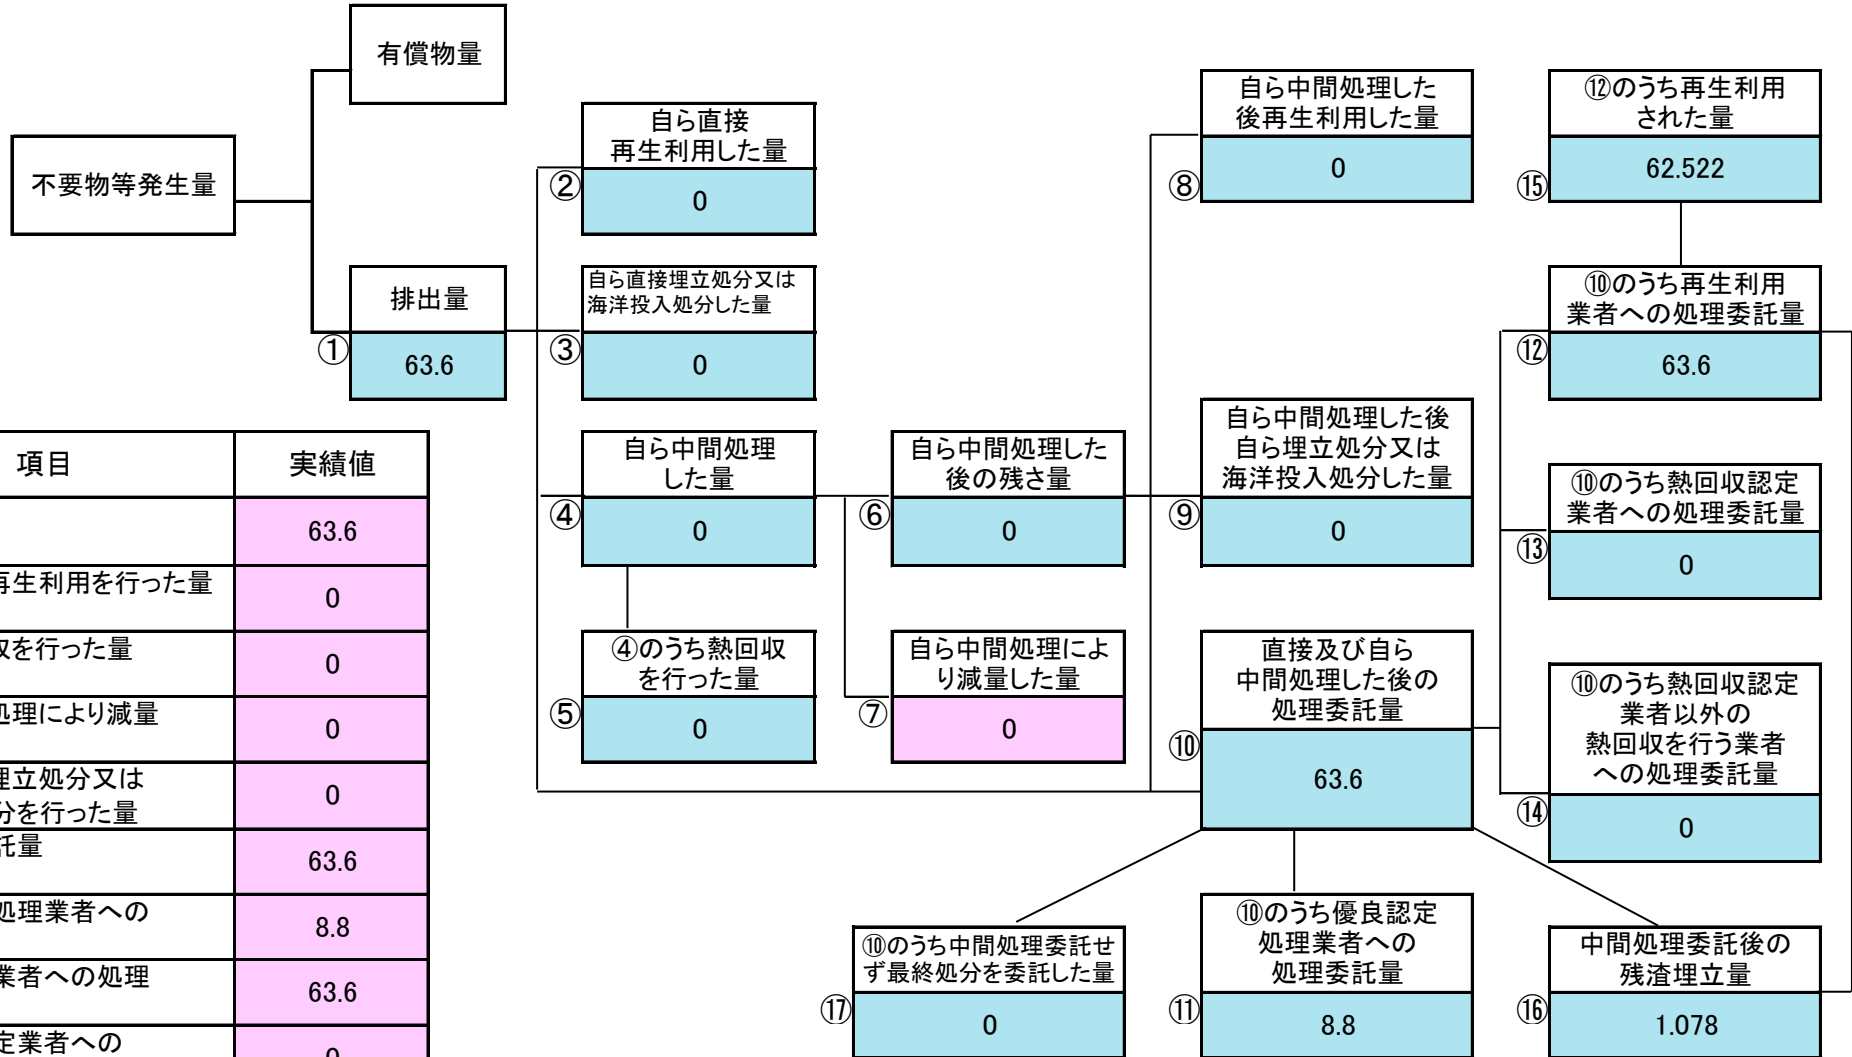 有償物量
不要物等発生量
排出量
①
63.6
自ら直接
再生利用した量
②
0
自ら直接埋立処分又は
海洋投入処分した量
③
0
自ら中間処理
した量
④
0
④のうち熱回収
を行った量
⑤
0
自ら中間処理した
後の残さ量
⑥
0
自ら中間処理によ
り減量した量
⑦
0
自ら中間処理した
後再生利用した量
⑧
0
自ら中間処理した後
自ら埋立処分又は
海洋投入処分した量
⑨
0
直接及び自ら
中間処理した後の
処理委託量
⑩
63.6
⑫のうち再生利用
された量
⑮
62.522
⑩のうち再生利用
業者への処理委託量
⑫
63.6
⑩のうち熱回収認定
業者への処理委託量
⑬
0
⑩のうち熱回収認定
業者以外の
熱回収を行う業者
への処理委託量
⑭
0
⑩のうち中間処理委託せ
ず最終処分を委託した量
⑰
0
⑩のうち優良認定
処理業者への
処理委託量
⑪
8.8
中間処理委託後の
残渣埋立量
⑯
1.078
項目
実績値
63.6
再生利用を行った量
0
を行った量
0
処理により減量
0
埋立処分又は
分を行った量
0
託量
63.6
処理業者への
8.8
業者への処理
63.6
定業者への
0